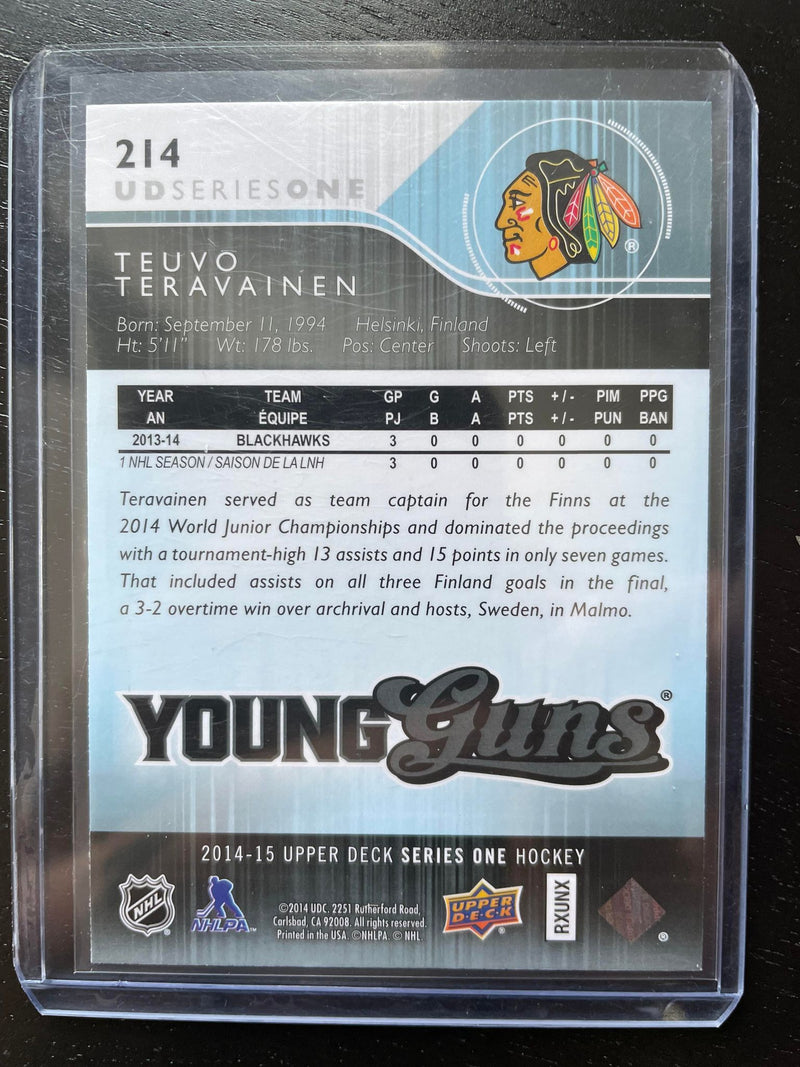 214
UDSERIESONE
®
TEUVO
TERAVAINEN
Born: September 11, 1994 Helsinki, Finland
Ht: 5'11" Wt: 178 lbs. Pos: Center Shoots: Left
YEAR TEAM GP G A PTS +/- PIM PPG
AN ÉQUIPE PJ B A PTS +/- PUN BAN
2013-14 BLACKHAWKS 3 0 0 0 0 0 0
1 NHL SEASON / SAISON DE LA LNH 3 0 0 0 0 0 0
Teravainen served as team captain for the Finns at the
2014 World Junior Championships and dominated the proceedings
with a tournament-high 13 assists and 15 points in only seven games.
That included assists on all three Finland goals in the final,
a 3-2 overtime win over archrival and hosts, Sweden, in Malmo.
YOUNG Guns®
2014-15 UPPER DECK SERIES ONE HOCKEY
NHL
NHLPA
©2014 UDC. 2251 Rutherford Road,
Carlsbad, CA 92008. All rights reserved.
Printed in the USA. ©NHLPA. © NHL.
UPPER
D·E·C·K
®
RXUNX
®